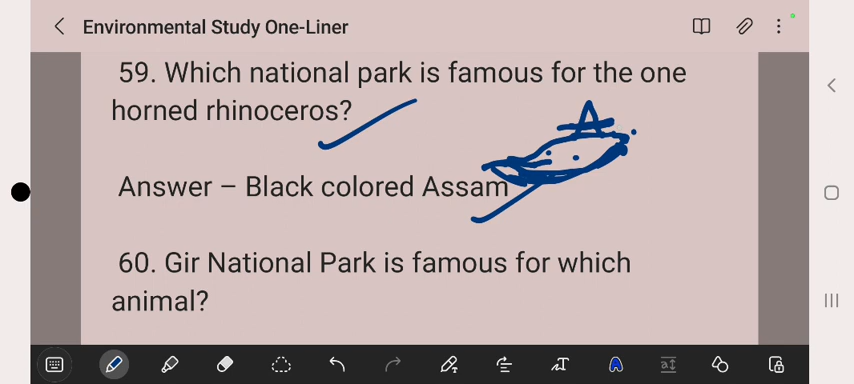 Environmental Study One-Liner
59. Which national park is famous for the one
horned rhinoceros?
Answer – Black colored Assam
60. Gir National Park is famous for which
animal?